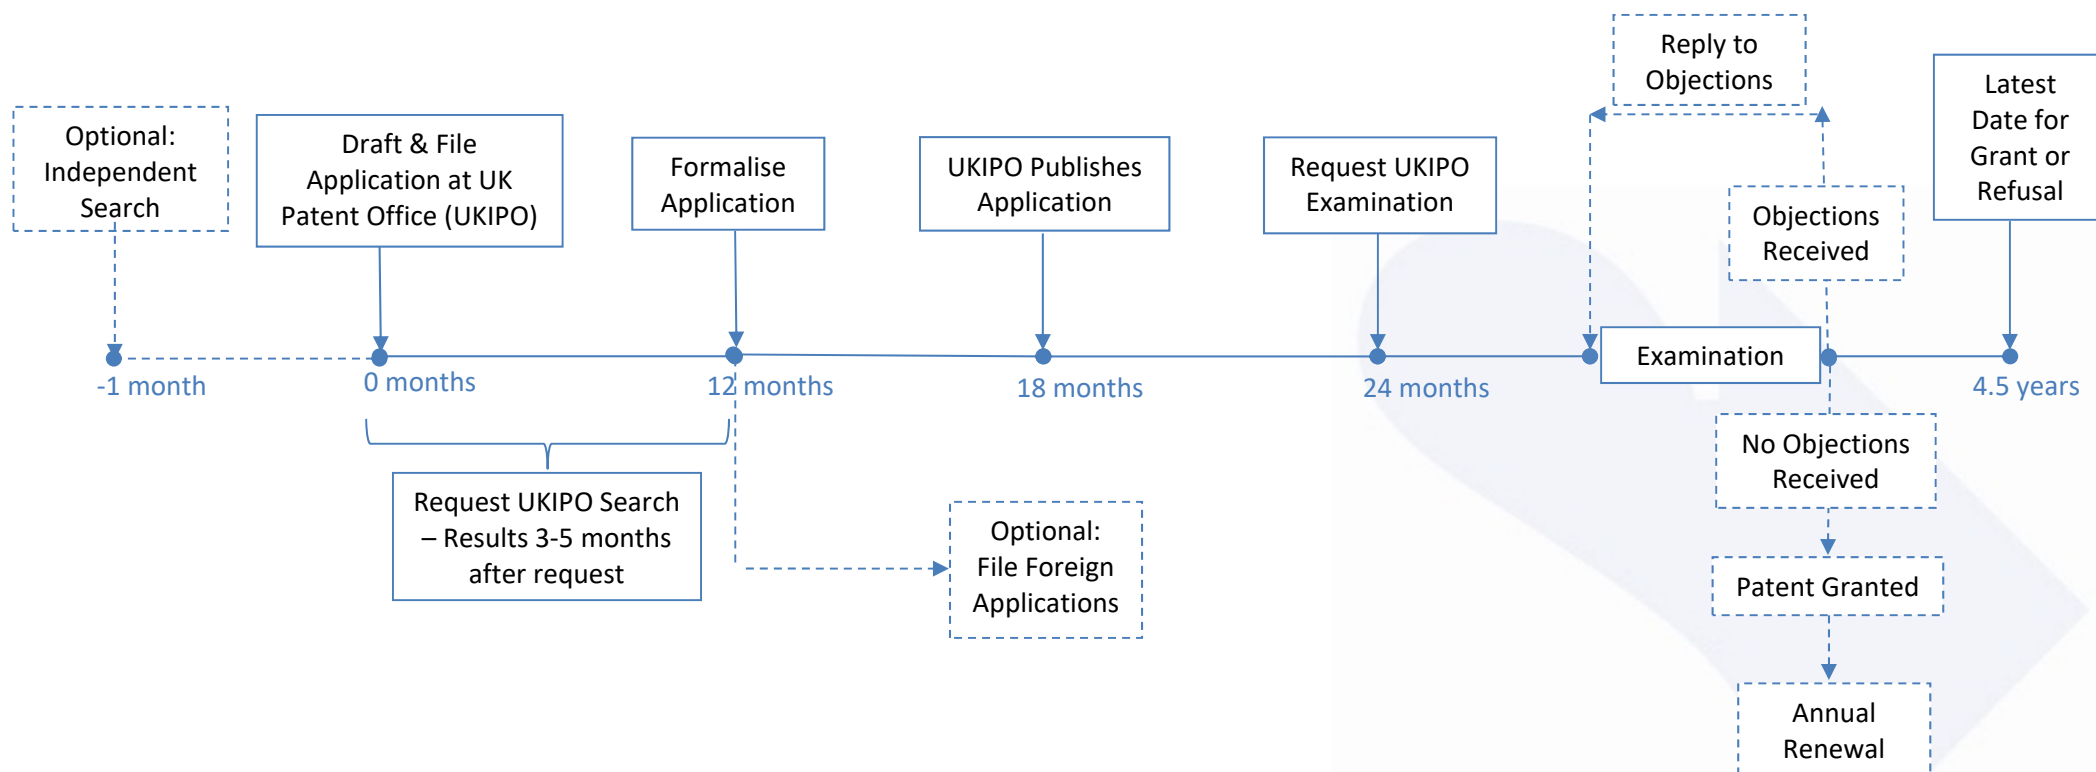 Optional:
Independent
Search
Draft & File
Application at UK
Patent Office (UKIPO)
Formalise
Application
UKIPO Publishes
Application
Request UKIPO
Examination
Reply to
Objections
Objections
Received
Latest
Date for
Grant or
Refusal
Examination
-1 month
0 months
12 months
18 months
24 months
4.5 years
Request UKIPO Search
– Results 3-5 months
after request
Optional:
File Foreign
Applications
No Objections
Received
Patent Granted
Annual
Renewal